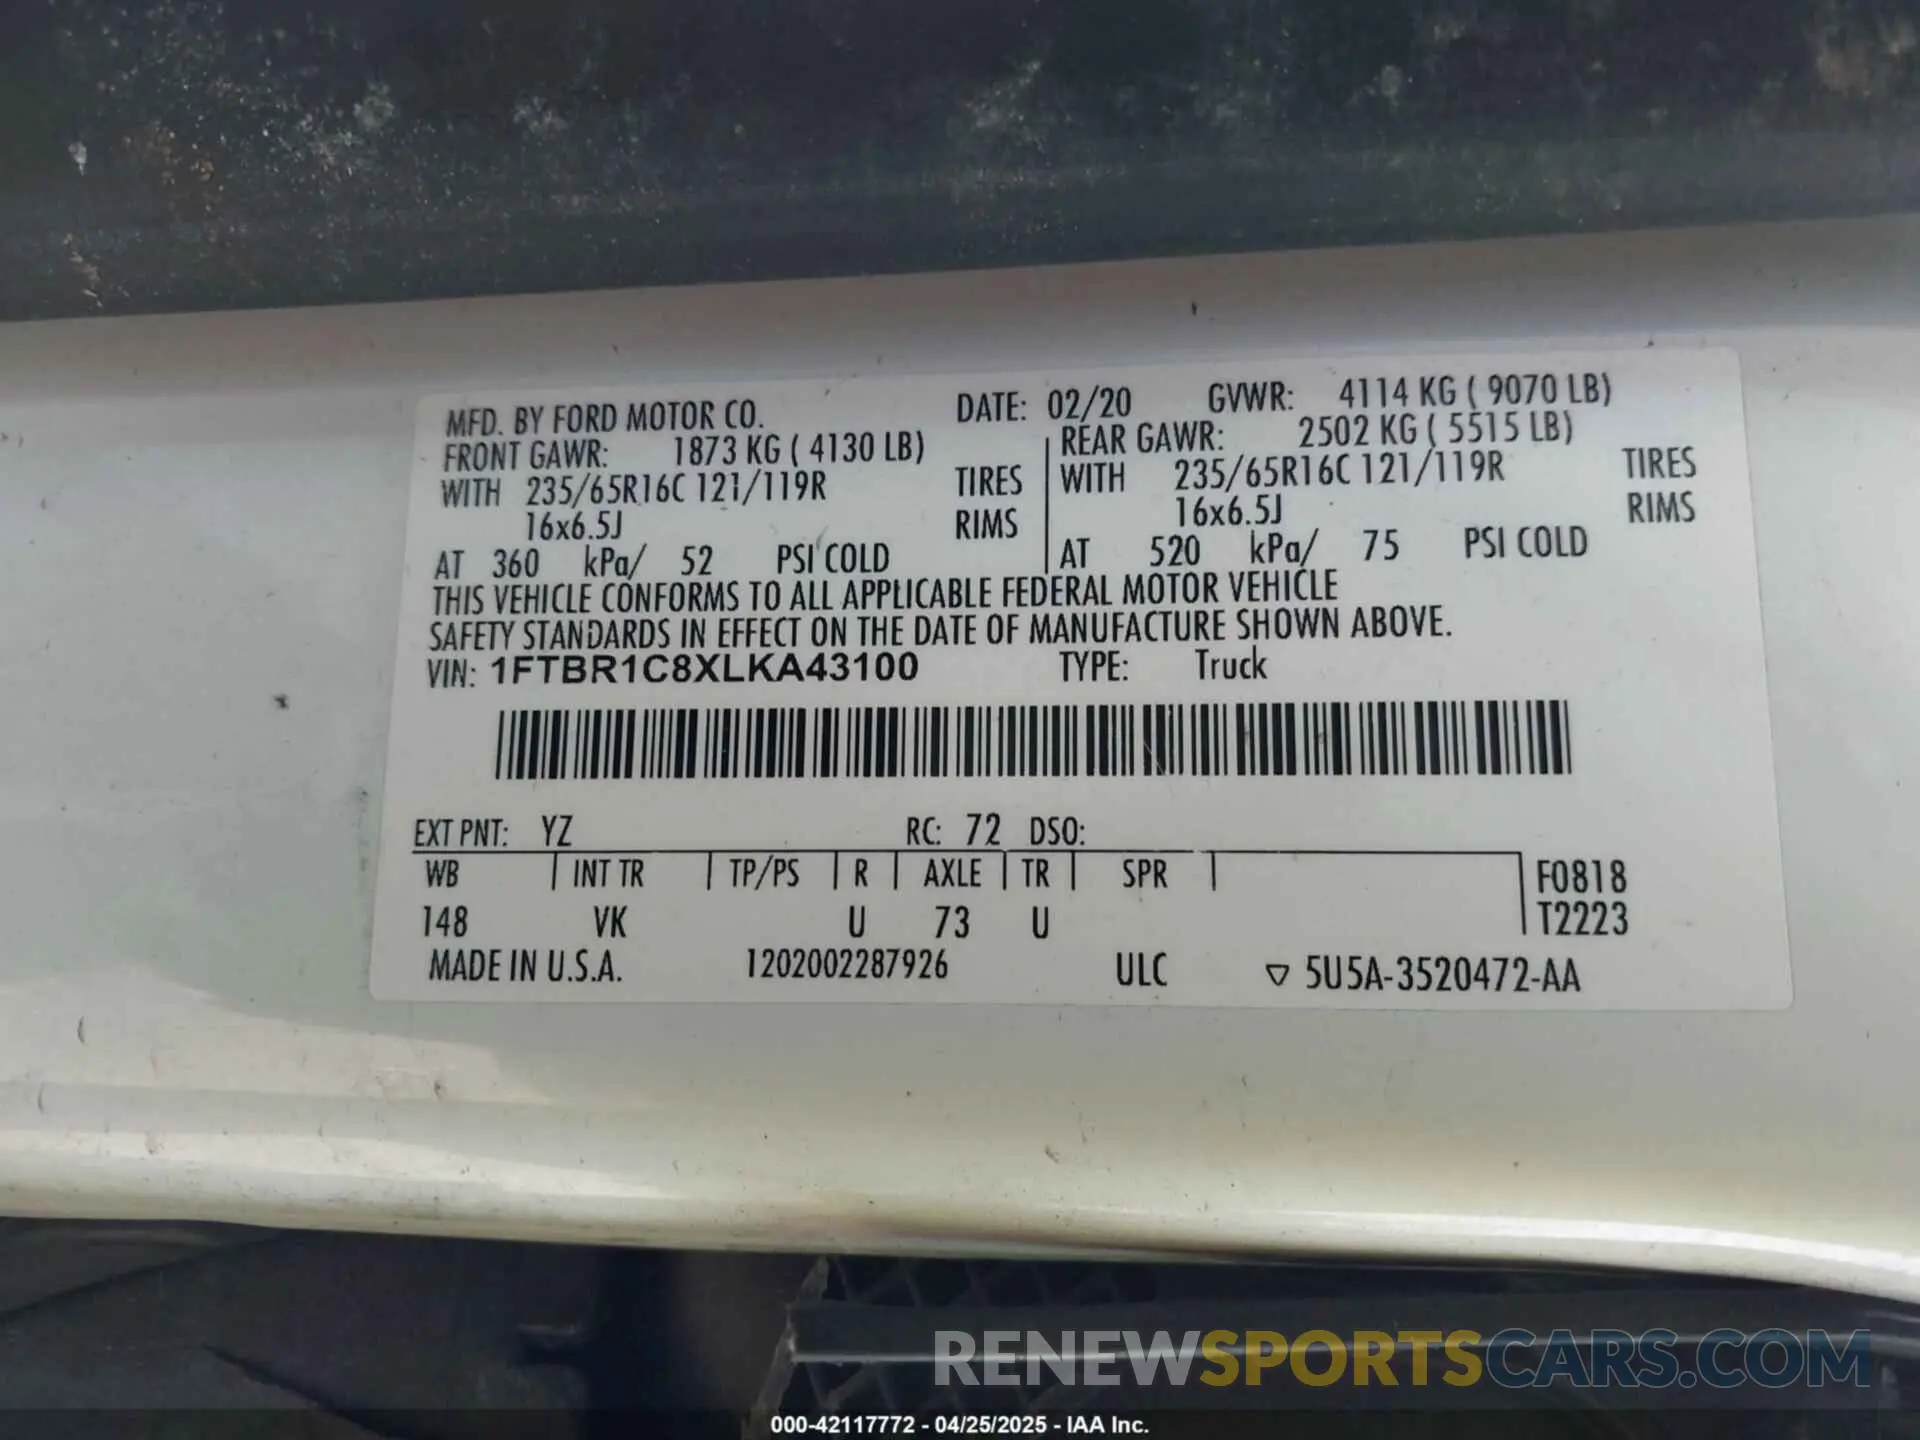 MFD. BY FORD MOTOR CO. DATE: 02/20 GVWR: 4114 KG ( 9070 LB)
FRONT GAWR: 1873 KG ( 4130 LB) REAR GAWR: 2502 KG ( 5515 LB)
WITH 235/65R16C 121/119R TIRES WITH 235/65R16C 121/119R TIRES
16x6.5J RIMS 16x6.5J RIMS
AT 360 kPa/ 52 PSI COLD AT 520 kPa/ 75 PSI COLD
THIS VEHICLE CONFORMS TO ALL APPLICABLE FEDERAL MOTOR VEHICLE
SAFETY STANDARDS IN EFFECT ON THE DATE OF MANUFACTURE SHOWN ABOVE.
VIN: 1FTBR1C8XLKA43100 TYPE: Truck
EXT PNT: YZ RC: 72 DSO:
WB INT TR TP/PS R AXLE TR SPR F0818
148 VK U 73 U T2223
MADE IN U.S.A. 1202002287926 ULC ▽ 5U5A-3520472-AA
RENEWSPORTSCARS.COM
000-42117772 - 04/25/2025 - IAA Inc.